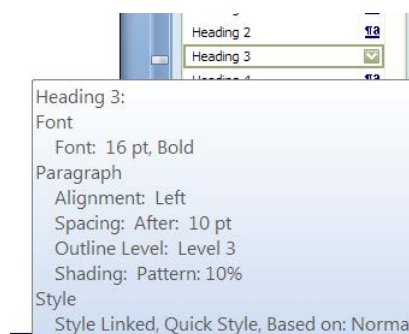 Heading 2 ¶a
Heading 3
Heading 3:
Font
Font: 16 pt, Bold
Paragraph
Alignment: Left
Spacing: After: 10 pt
Outline Level: Level 3
Shading: Pattern: 10%
Style
Style Linked, Quick Style, Based on: Norma